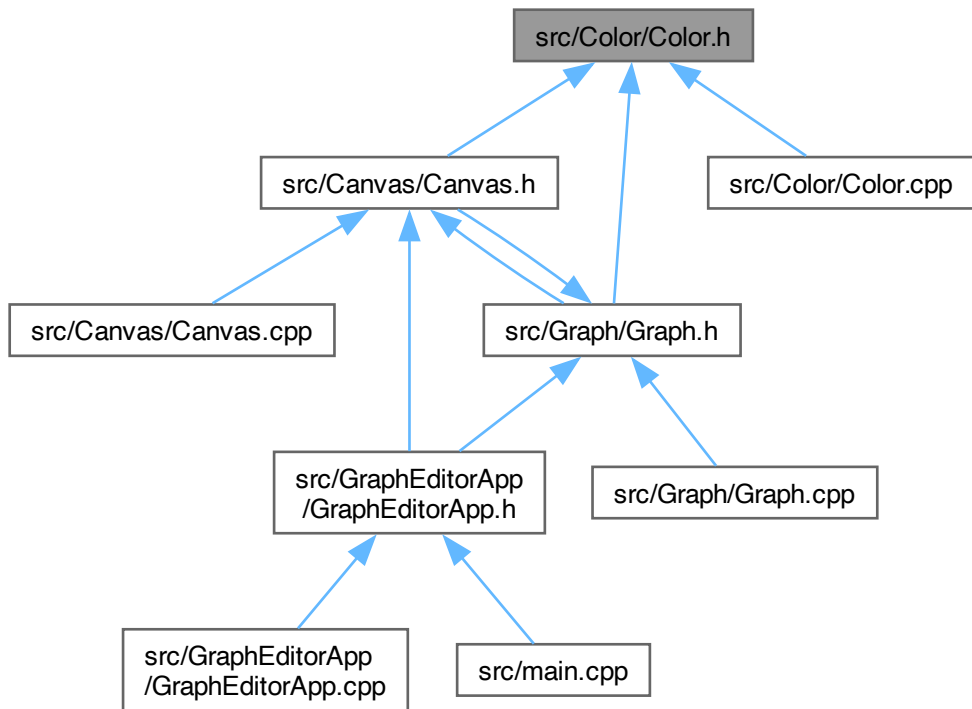 src/Color/Color.h
src/Canvas/Canvas.h
src/Color/Color.cpp
src/Canvas/Canvas.cpp
src/Graph/Graph.h
src/GraphEditorApp
/GraphEditorApp.h
src/Graph/Graph.cpp
src/GraphEditorApp
/GraphEditorApp.cpp
src/main.cpp